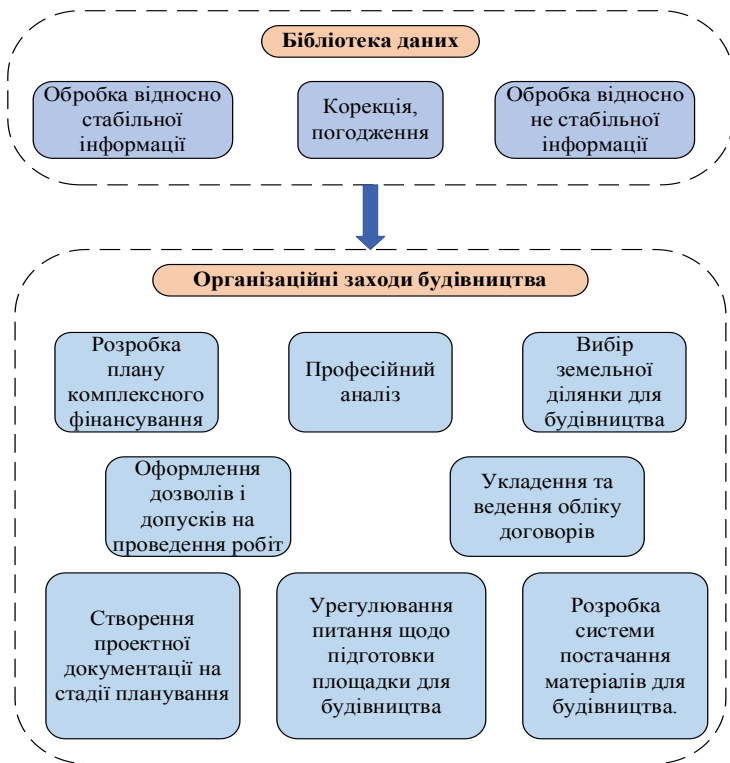 Бібліотека даних
Обробка відносно
стабільної
інформації
Корекція,
погодження
Обробка відносно
не стабільної
інформації
Організаційні заходи будівництва
Розробка
плану
комплексного
фінансування
Професійний
аналіз
Вибір
земельної
ділянки для
будівництва
Оформлення
дозволів і
допусків на
проведення робіт
Укладення та
ведення обліку
договорів
Створення
проектної
документації на
стадії планування
Урегулювання
питання щодо
підготовки
площадки для
будівництва
Розробка
системи
постачання
матеріалів для
будівництва.